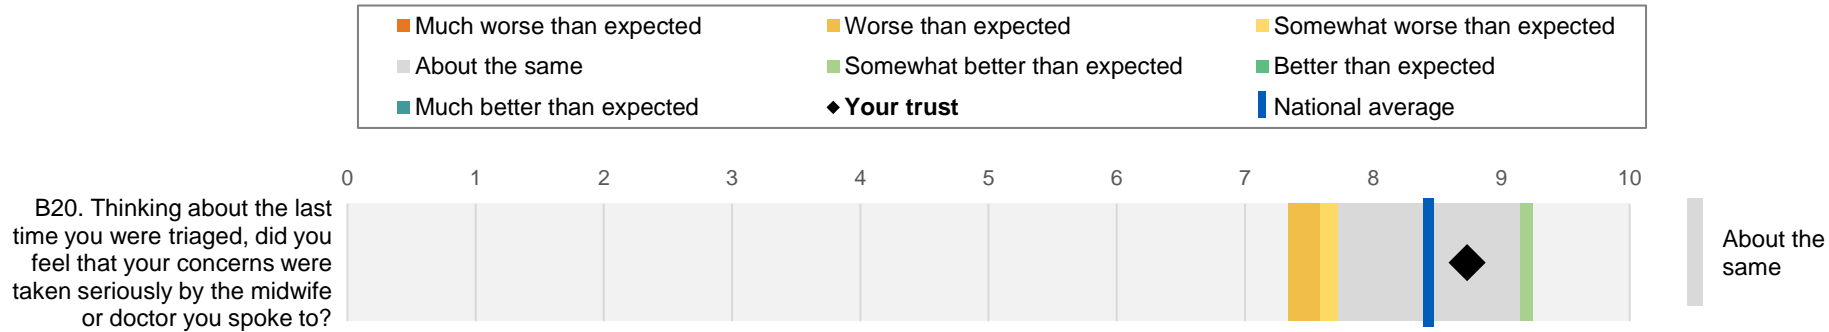 Much worse than expected
Worse than expected
Somewhat worse than expected
About the same
Somewhat better than expected
Better than expected
Much better than expected
Your trust
National average
0 1 2 3 4 5 6 7 8 9 10
B20. Thinking about the last
time you were triaged, did you
feel that your concerns were
taken seriously by the midwife
or doctor you spoke to?
About the
same